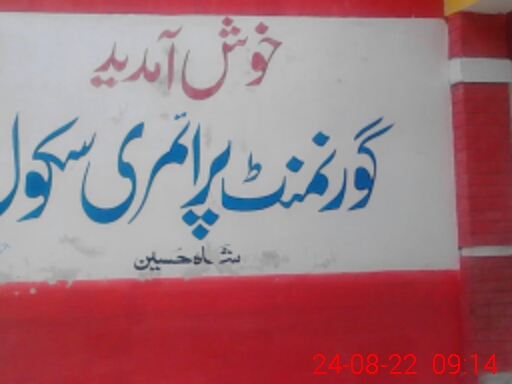 خوش آمدید
گورنمنٹ پرائمری سکول
شاہ حسین
24-08-22 09:14